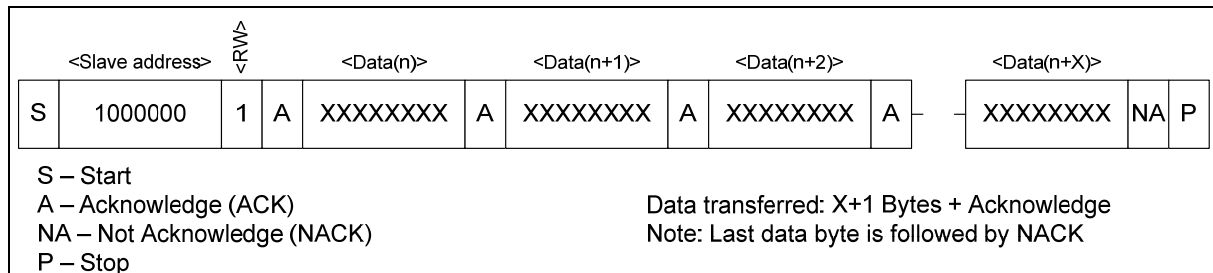 <Slave address> <RW> <Data(n)> <Data(n+1)> <Data(n+2)> <Data(n+X)>
S 1000000 1 A XXXXXXXX A XXXXXXXX A XXXXXXXX A XXXXXXXX NA P
S – Start
A – Acknowledge (ACK) Data transferred: X+1 Bytes + Acknowledge
NA – Not Acknowledge (NACK) Note: Last data byte is followed by NACK
P – Stop